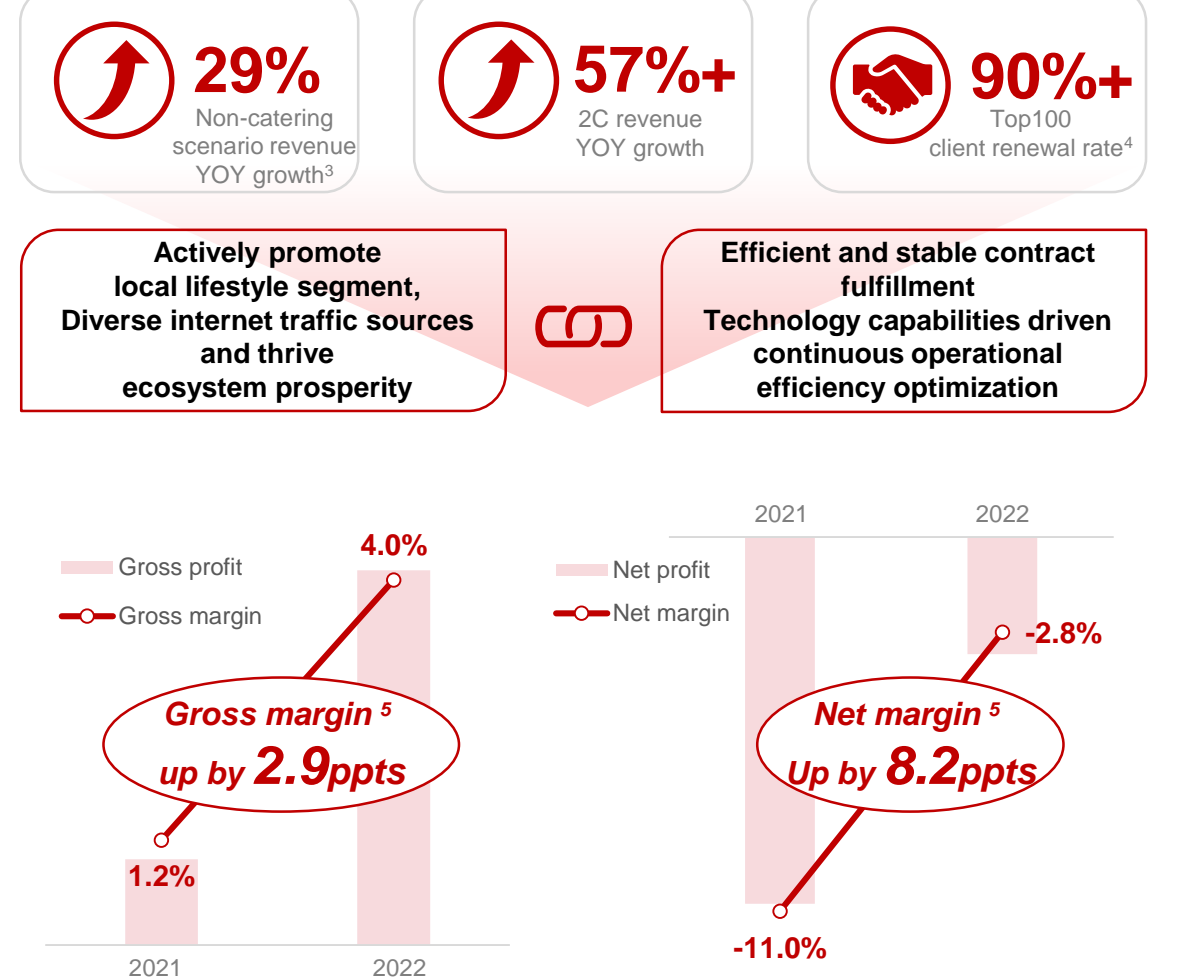 29%
Non-catering
scenario revenue
YOY growth³
57%+
2C revenue
YOY growth
90%+
Top100
client renewal rate⁴
Actively promote
local lifestyle segment,
Diverse internet traffic sources
and thrive
ecosystem prosperity
Efficient and stable contract
fulfillment
Technology capabilities driven
continuous operational
efficiency optimization
Gross profit
Gross margin
4.0%
Gross margin ⁵
up by 2.9ppts
1.2%
2021
2022
2021
2022
Net profit
Net margin
-2.8%
Net margin ⁵
Up by 8.2ppts
-11.0%